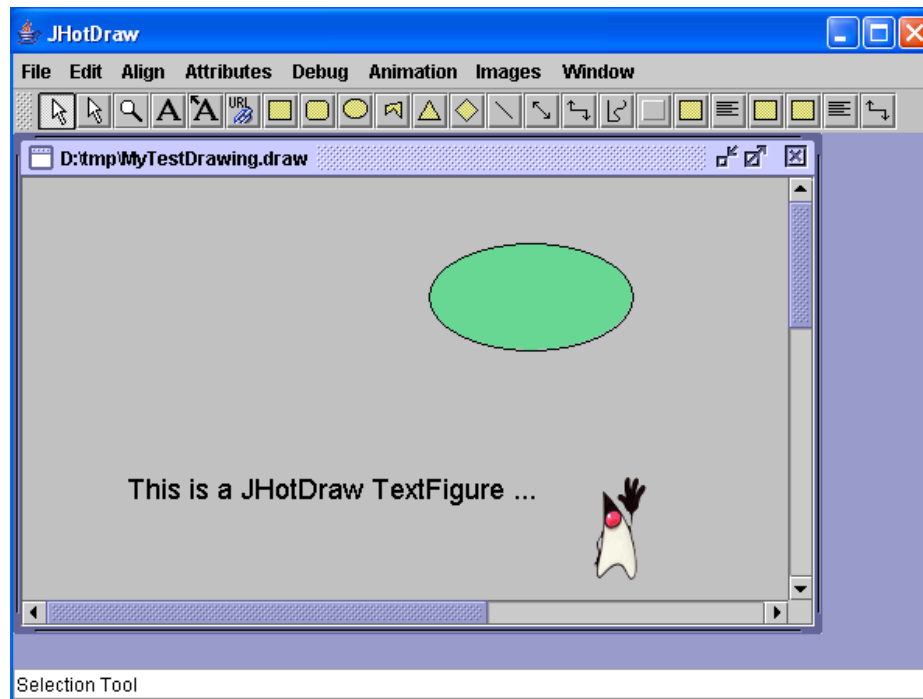 JHotDraw
File Edit Align Attributes Debug Animation Images Window
A A URL
D:\tmp\MyTestDrawing.draw
This is a JHotDraw TextFigure ...
Selection Tool